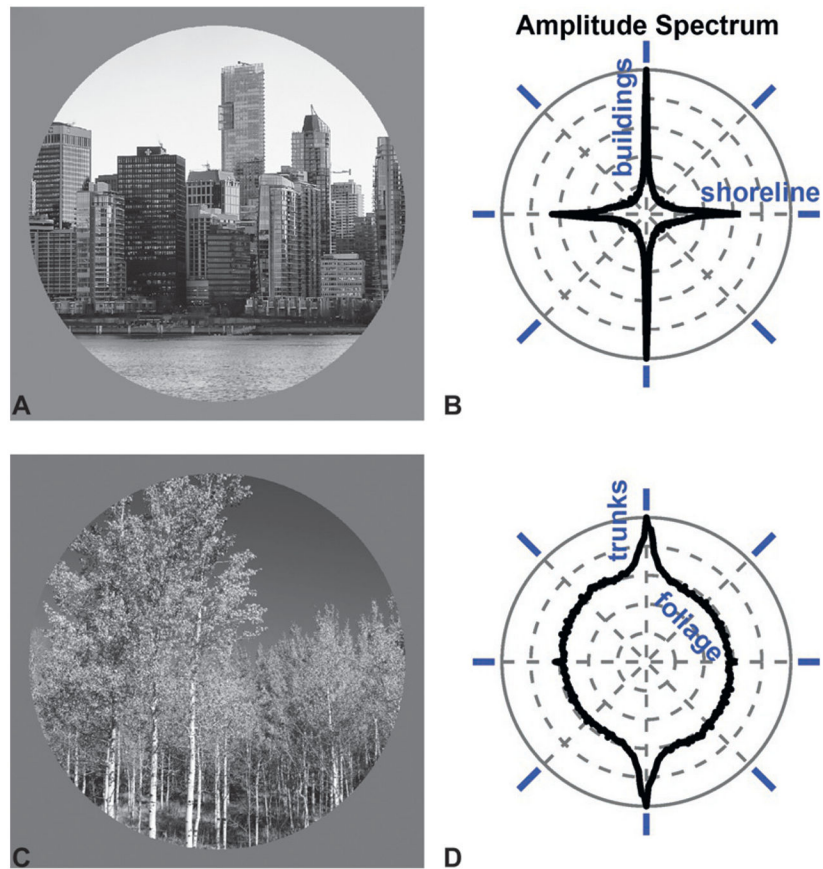 Amplitude Spectrum
buildings
shoreline
A
B
trunks
foliage
C
D